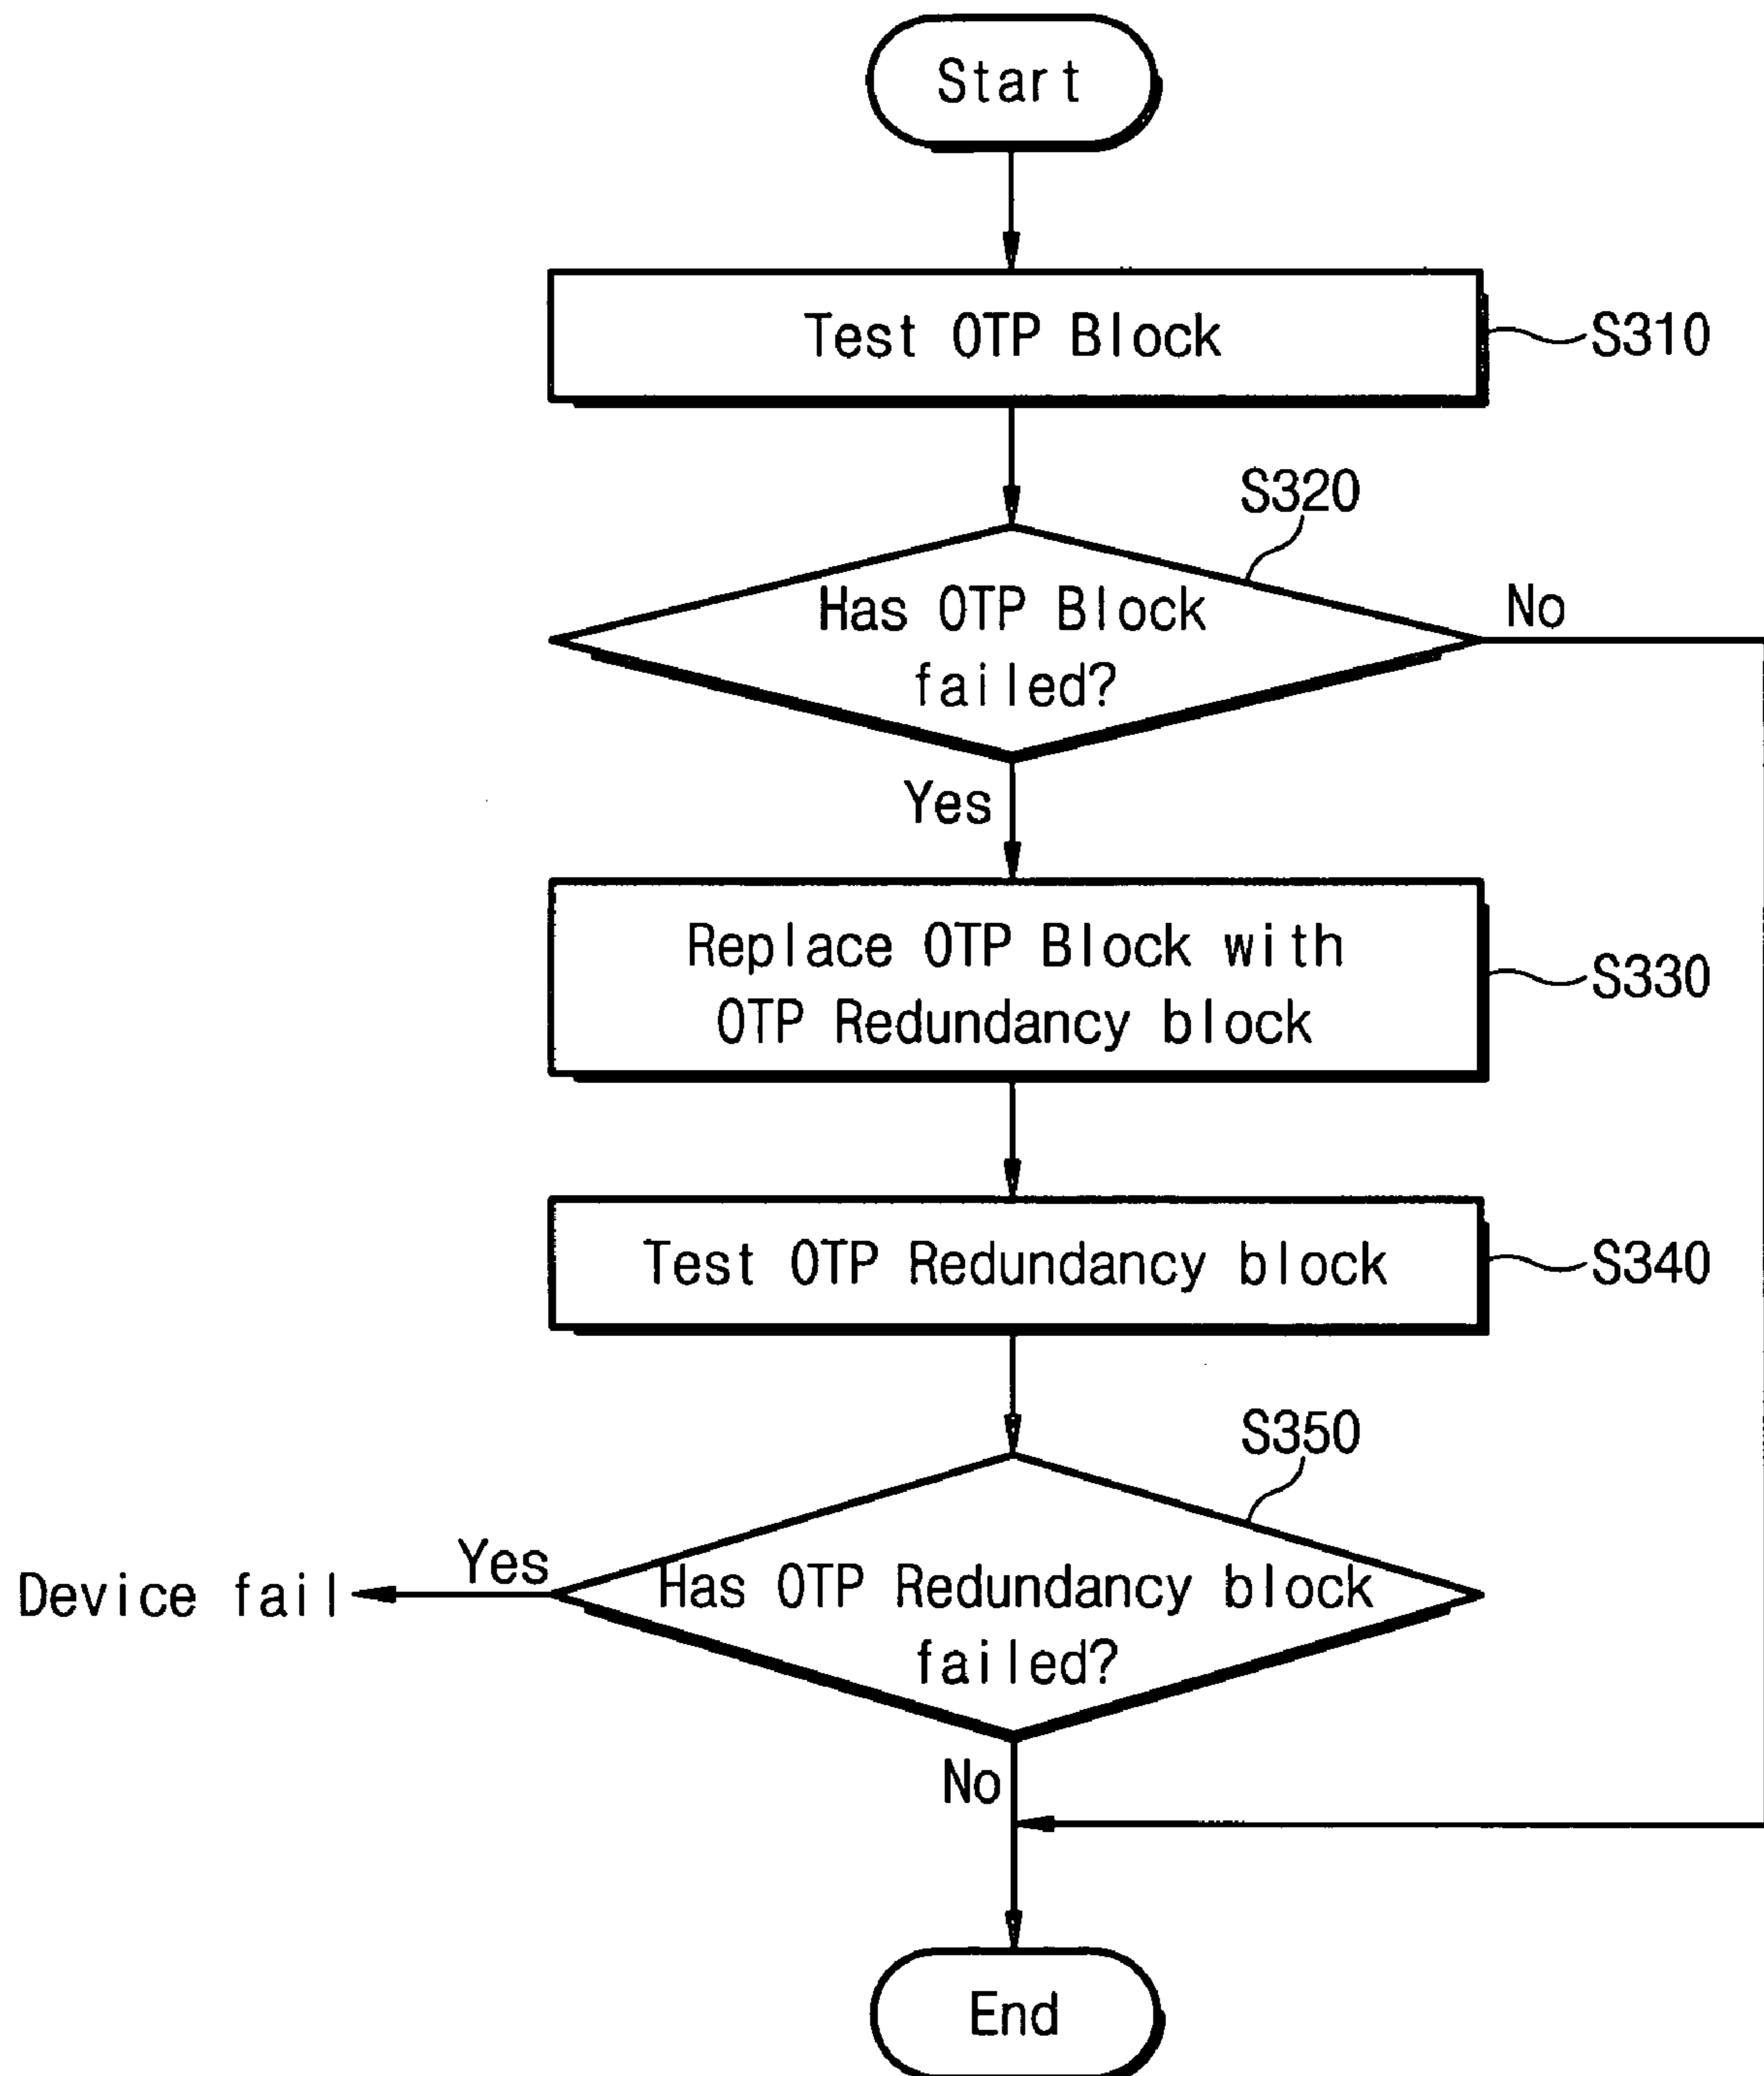 Start
Test OTP Block
S310
S320
Has OTP Block
failed?
No
Yes
Replace OTP Block with
OTP Redundancy block
S330
Test OTP Redundancy block
S340
S350
Yes
Device fail
Has OTP Redundancy block
failed?
No
End